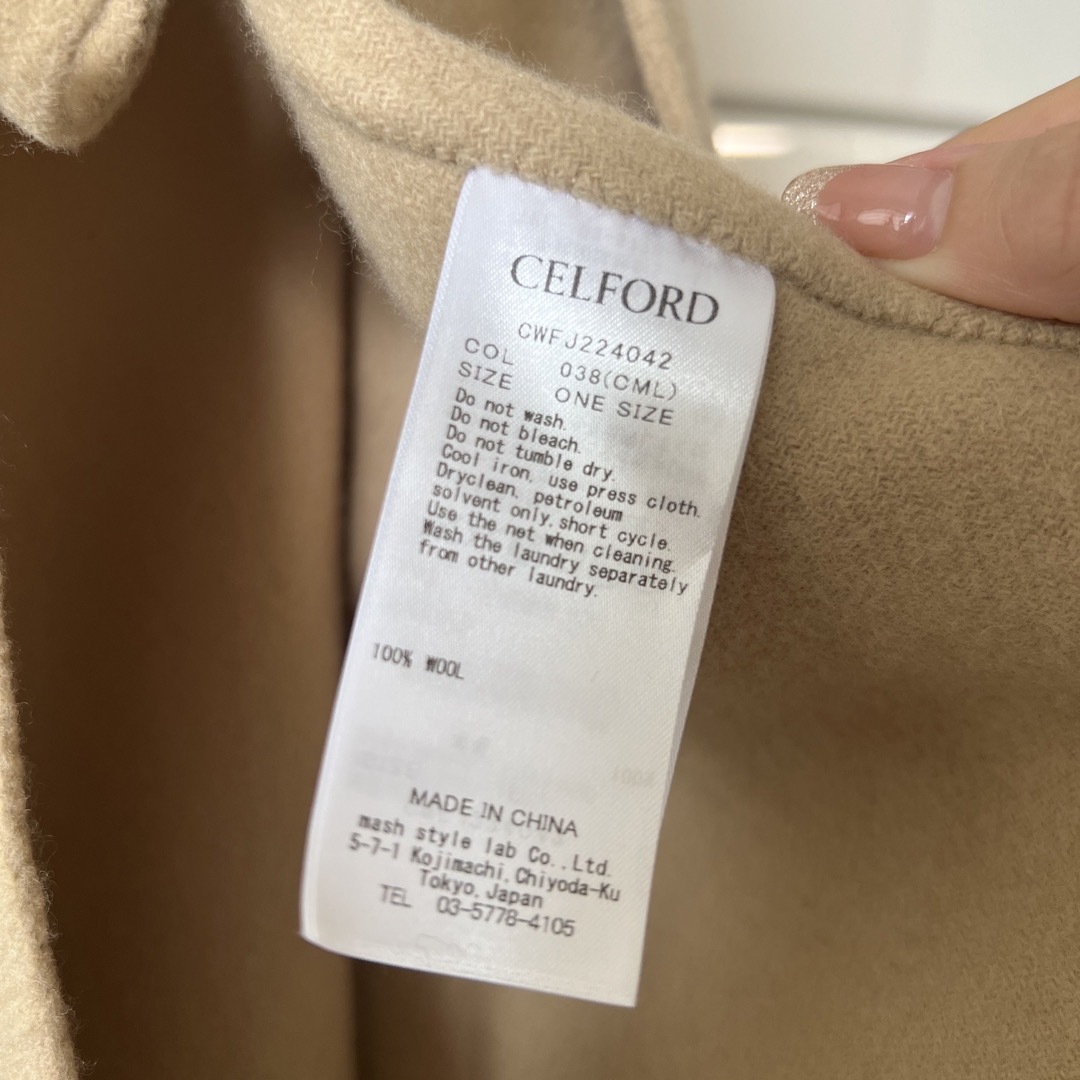 CELFORD
CWFJ224042
COL 038(CML)
SIZE ONE SIZE
Do not wash.
Do not bleach.
Do not tumble dry.
Cool iron, use press cloth.
Dryclean, petroleum
solvent only,short cycle.
Use the net when cleaning.
Wash the laundry separately
from other laundry.
100% WOOL
MADE IN CHINA
mash style lab Co.,Ltd.
5-7-1 Kojimachi,Chiyoda-Ku
Tokyo,Japan
TEL 03-5778-4105